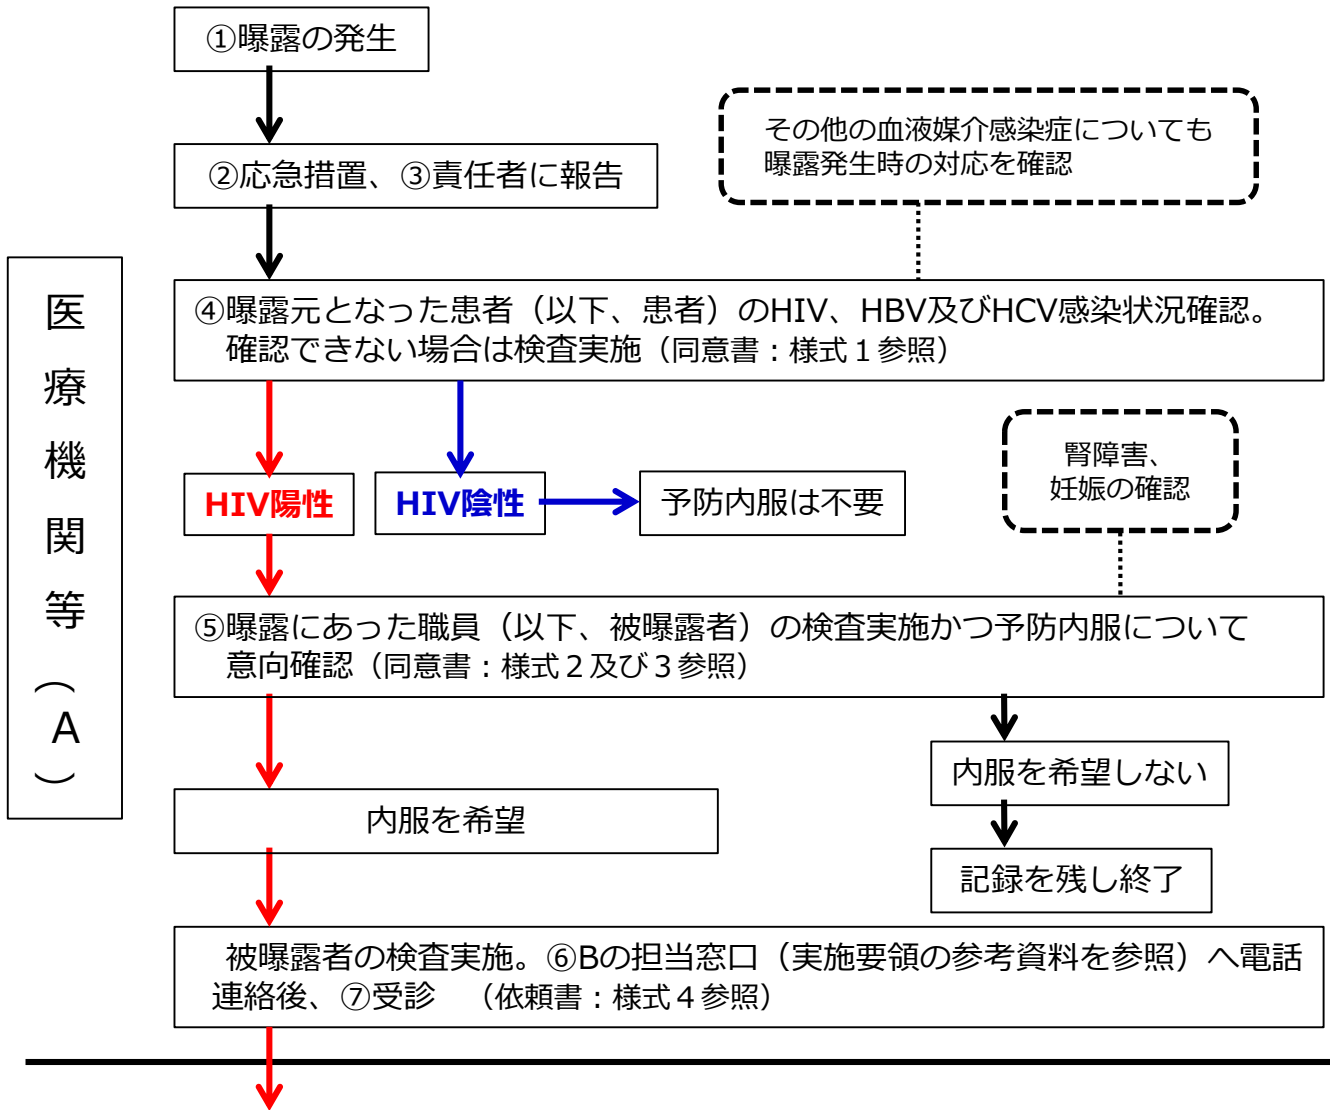 ①曝露の発生
その他の血液媒介感染症についても
曝露発生時の対応を確認
②応急措置、③責任者に報告
医療機関等（A）
④曝露元となった患者（以下、患者）のHIV、HBV及びHCV感染状況確認。
確認できない場合は検査実施（同意書：様式１参照）
腎障害、
妊娠の確認
HIV陽性
HIV陰性
予防内服は不要
⑤曝露にあった職員（以下、被曝露者）の検査実施かつ予防内服について
意向確認（同意書：様式２及び３参照）
内服を希望しない
内服を希望
記録を残し終了
被曝露者の検査実施。⑥Bの担当窓口（実施要領の参考資料を参照）へ電話
連絡後、⑦受診　（依頼書：様式４参照）